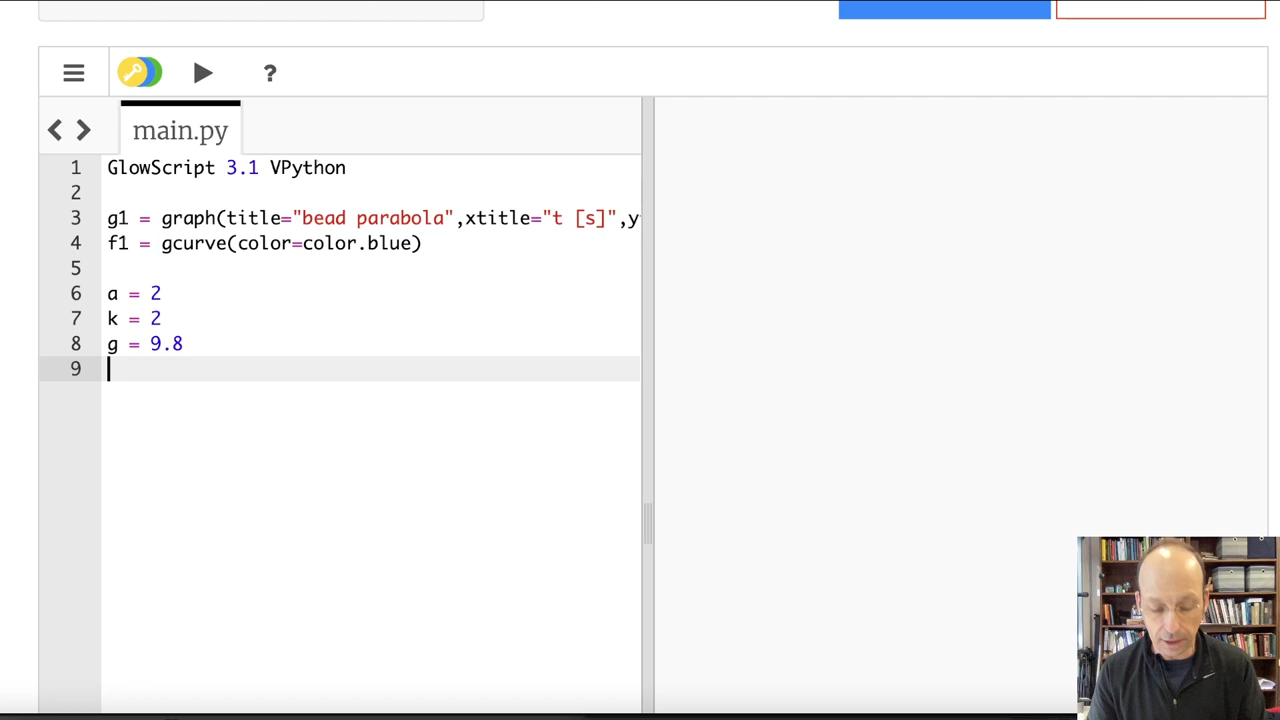 ?
main.py
1 GlowScript 3.1 VPython
2
3 g1 = graph(title="bead parabola",xtitle="t [s]",y
4 f1 = gcurve(color=color.blue)
5
6 a = 2
7 k = 2
8 g = 9.8
9